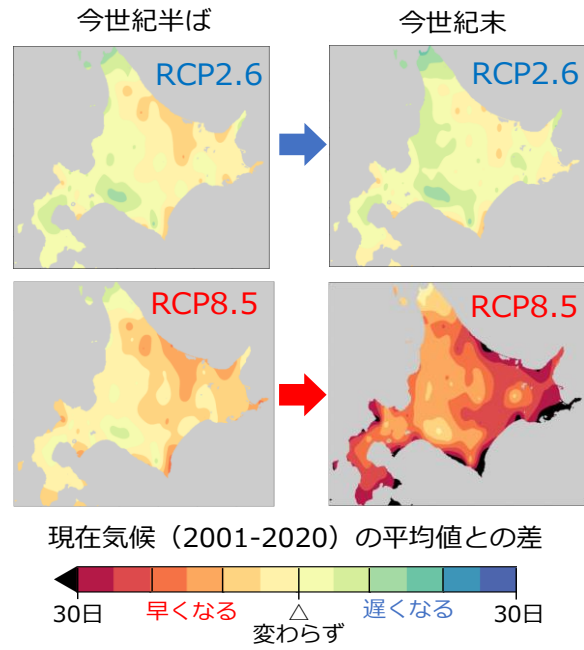 今世紀半ば
今世紀末
RCP2.6
RCP2.6
RCP8.5
RCP8.5
現在気候（2001-2020）の平均値との差
30日 早くなる △ 遅くなる 30日
変わらず